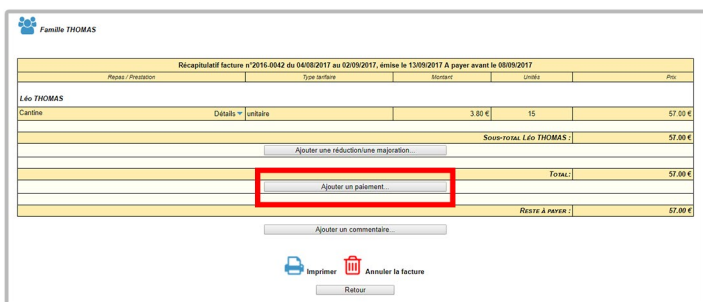 Famille THOMAS
Récapitulatif facture n°2016-0042 du 04/08/2017 au 02/09/2017, émise le 13/09/2017 A payer avant le 08/09/2017
Repas / Prestation Type tarifaire Montant Unités Prix
Léo THOMAS
Cantine Détails unitaire 3.80 € 15 57.00 €
SOUS-TOTAL LÉO THOMAS : 57.00 €
Ajouter une réduction/une majoration...
TOTAL: 57.00 €
Ajouter un paiement...
RESTE À PAYER : 57.00 €
Ajouter un commentaire...
Imprimer Annuler la facture
Retour